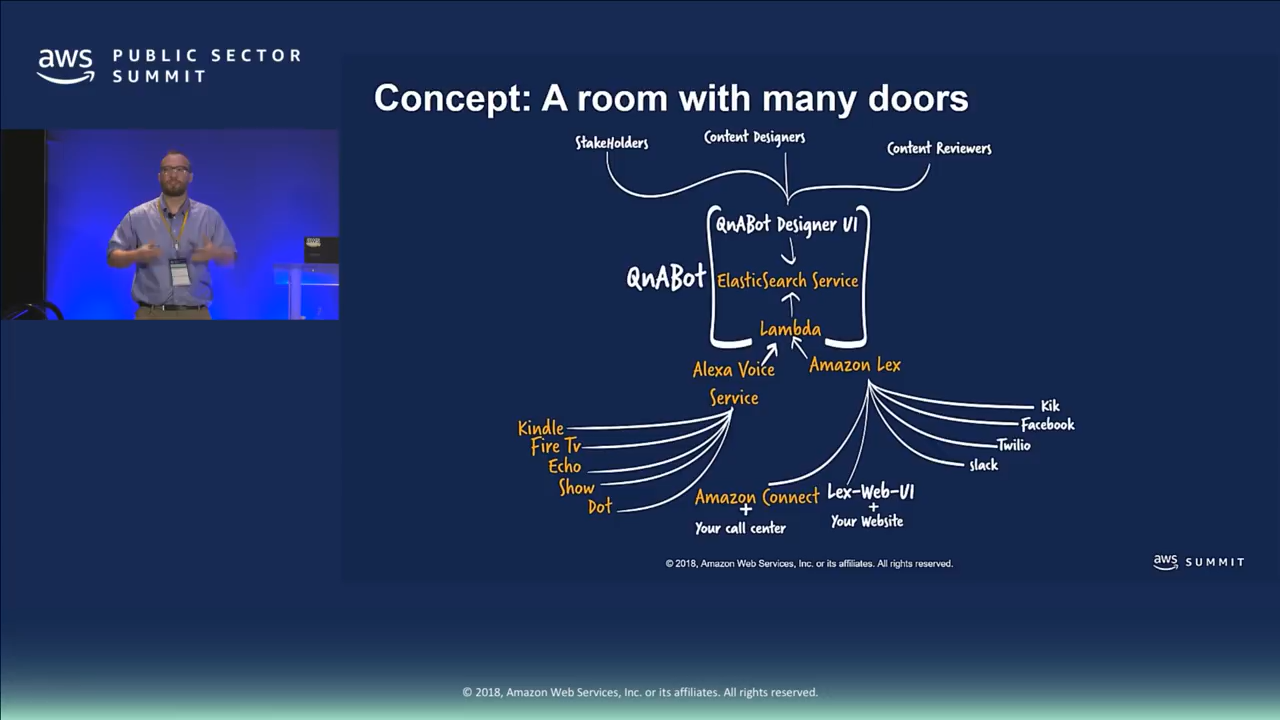 aws
PUBLIC SECTOR
SUMMIT
Concept: A room with many doors
StakeHolders
Content Designers
Content Reviewers
QnABot Designer UI
QnABot
ElasticSearch Service
Lambda
Alexa Voice
Service
Amazon Lex
Kindle
Fire Tv
Echo
Show
Dot
Kik
Facebook
Twilio
slack
Amazon Connect
+
Your call center
Lex-Web-UI
+
Your Website
© 2018, Amazon Web Services, Inc. or its affiliates. All rights reserved.
aws SUMMIT
© 2018, Amazon Web Services, Inc. or its affiliates. All rights reserved.